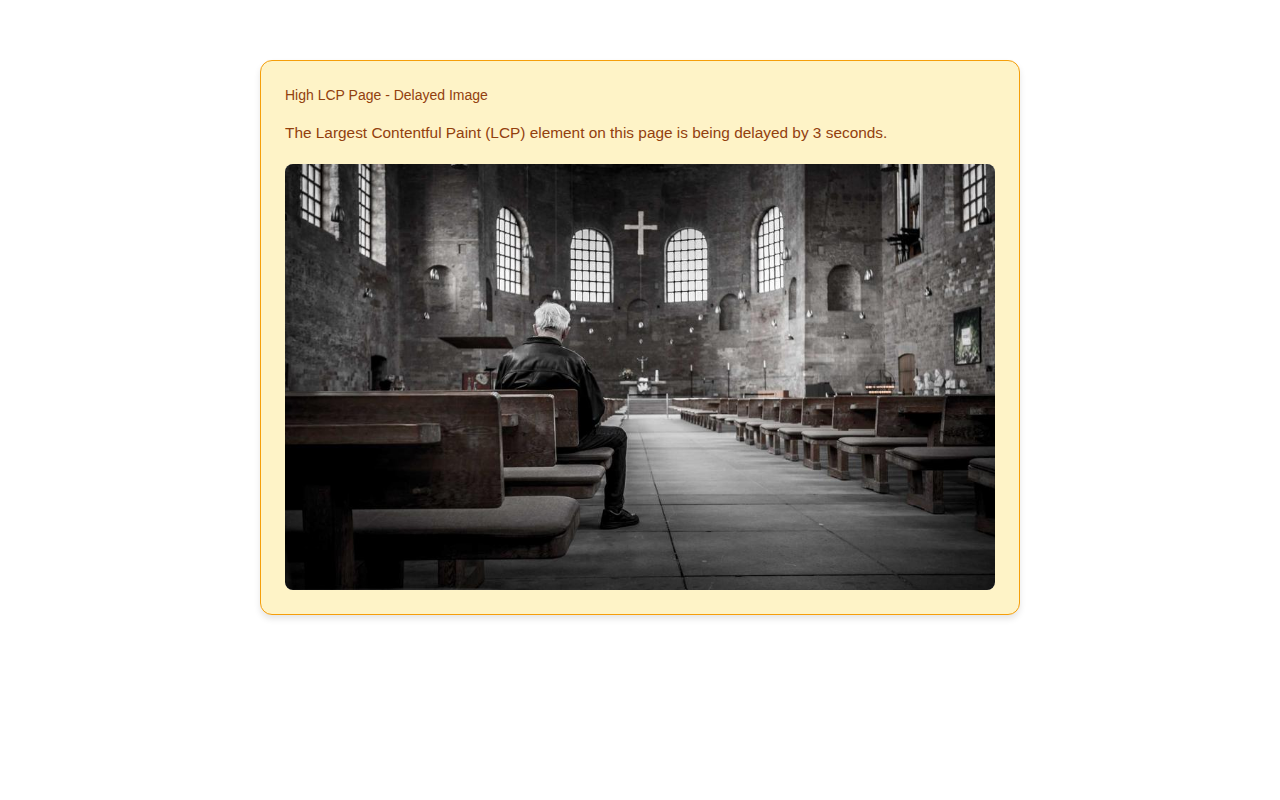 High LCP Page - Delayed Image
The Largest Contentful Paint (LCP) element on this page is being delayed by 3 seconds.